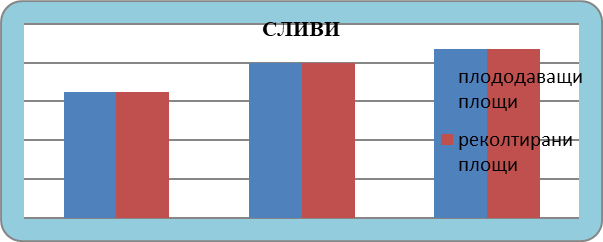 СЛИВИ
плододаващи
площи
реколтирани
площи